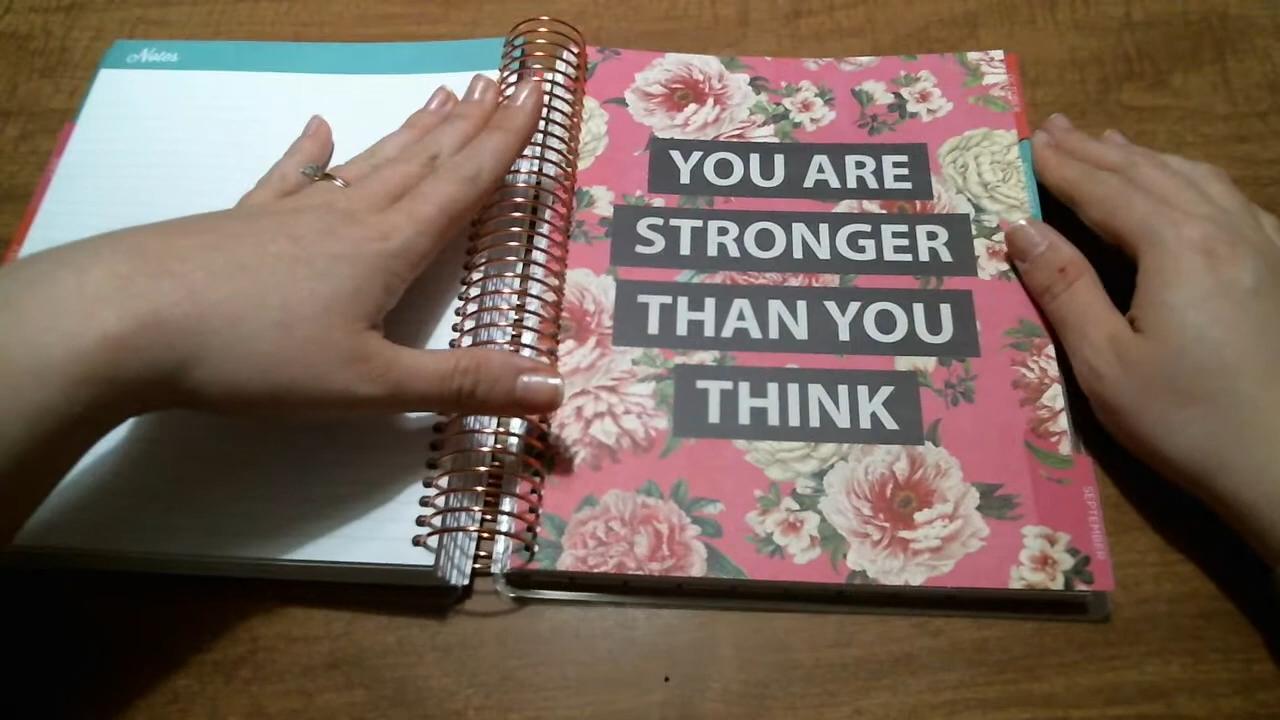 Notes
YOU ARE
STRONGER
THAN YOU
THINK
SEPTEMBER